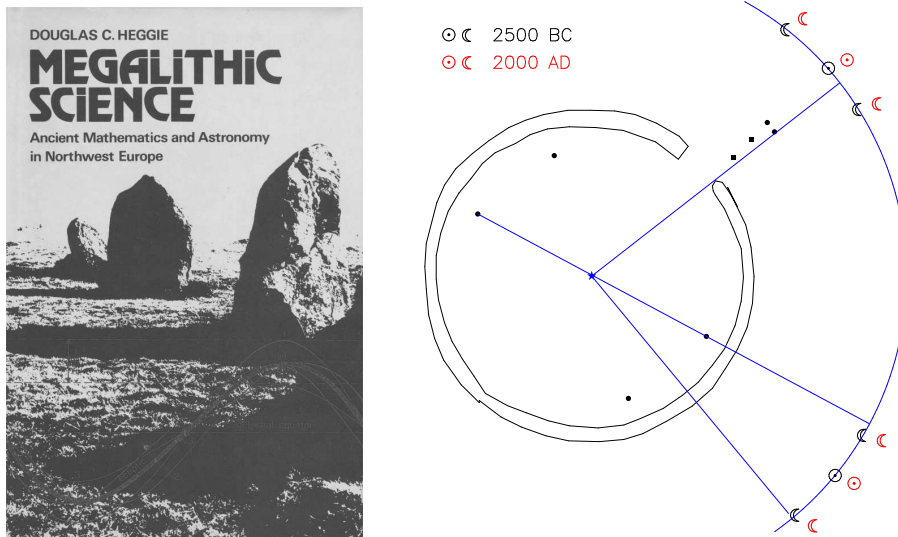 DOUGLAS C. HEGGIE
MEGALITHIC
SCIENCE
Ancient Mathematics and Astronomy
in Northwest Europe
2500 BC
2000 AD